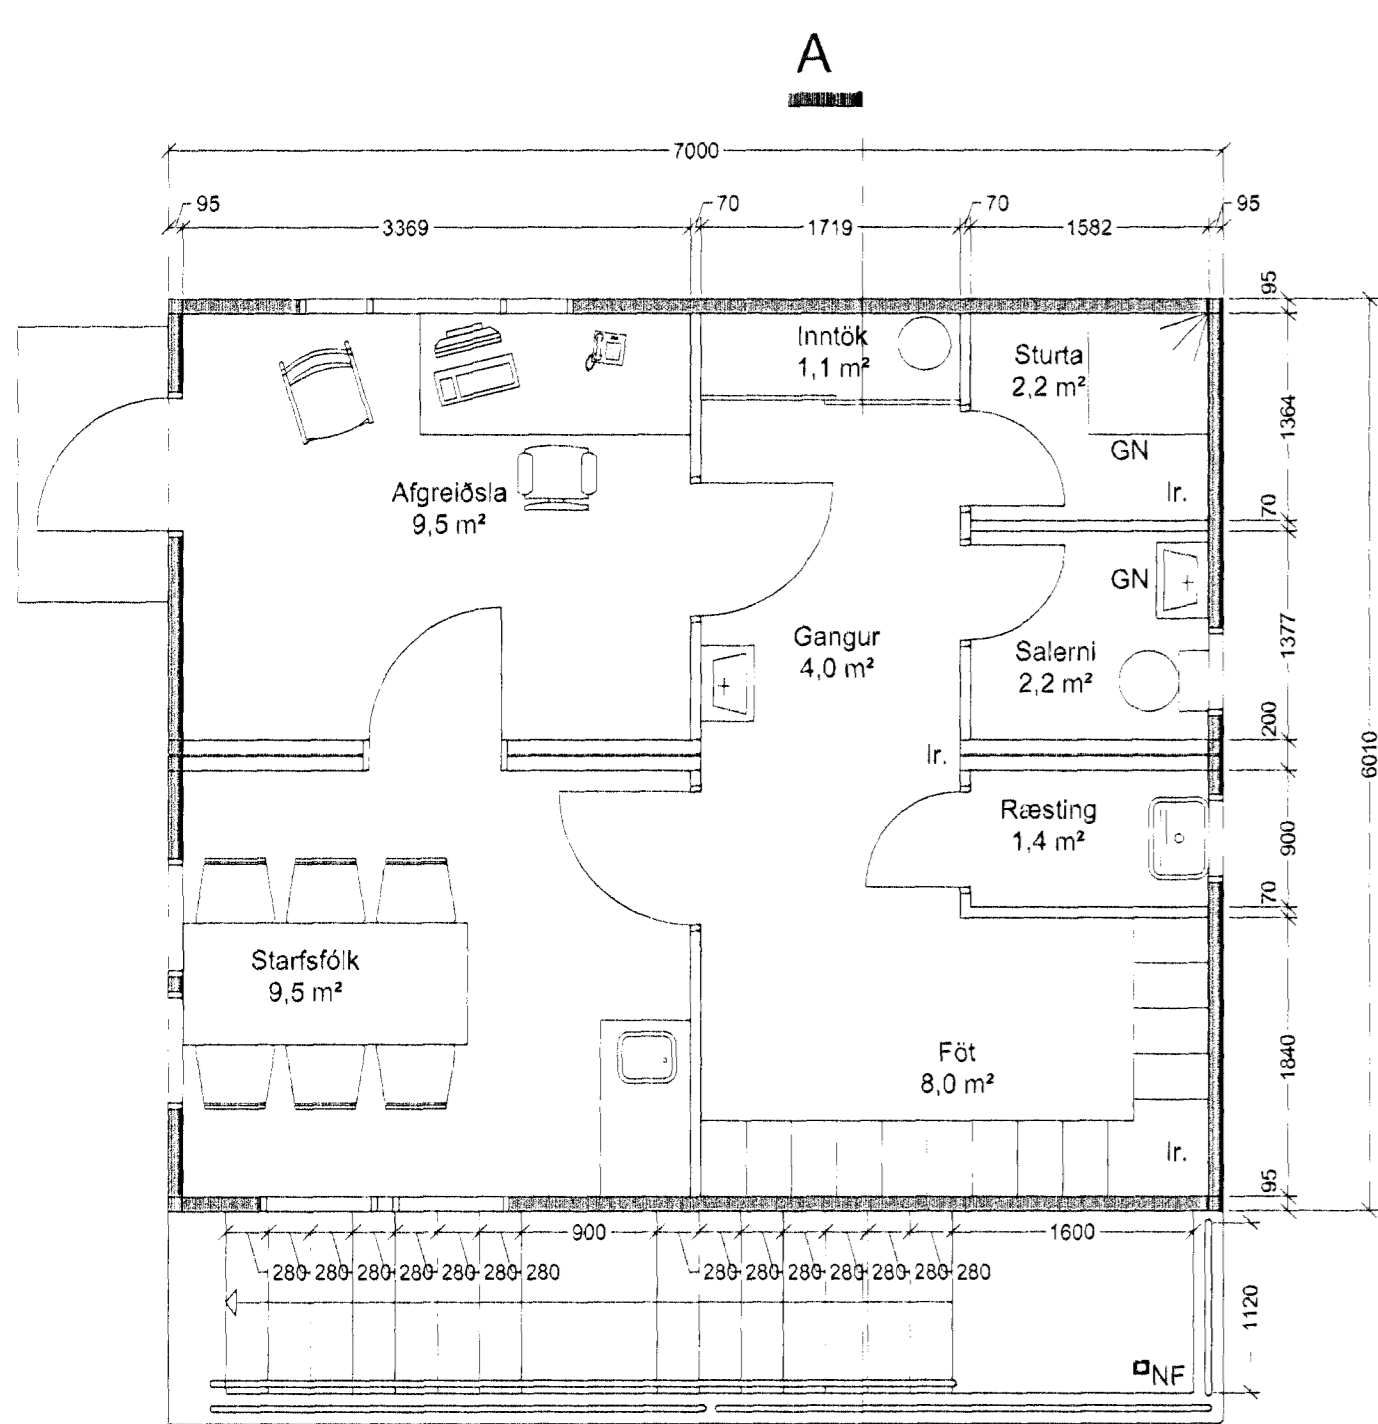 A
7000
95
3369
70
1719
70
1582
95
95
Inntök
1,1 m²
Sturta
2,2 m²
1364
GN
Ir.
Afgreiðsla
9,5 m²
70
GN
1377
Gangur
4,0 m²
Salerni
2,2 m²
200
6010
Ir.
Ræsting
1,4 m²
900
70
Starfsfólk
9,5 m²
Föt
8,0 m²
1840
Ir.
95
900
1600
280 280 280 280 280 280 280
280 280 280 280 280 280 280
1120
NF